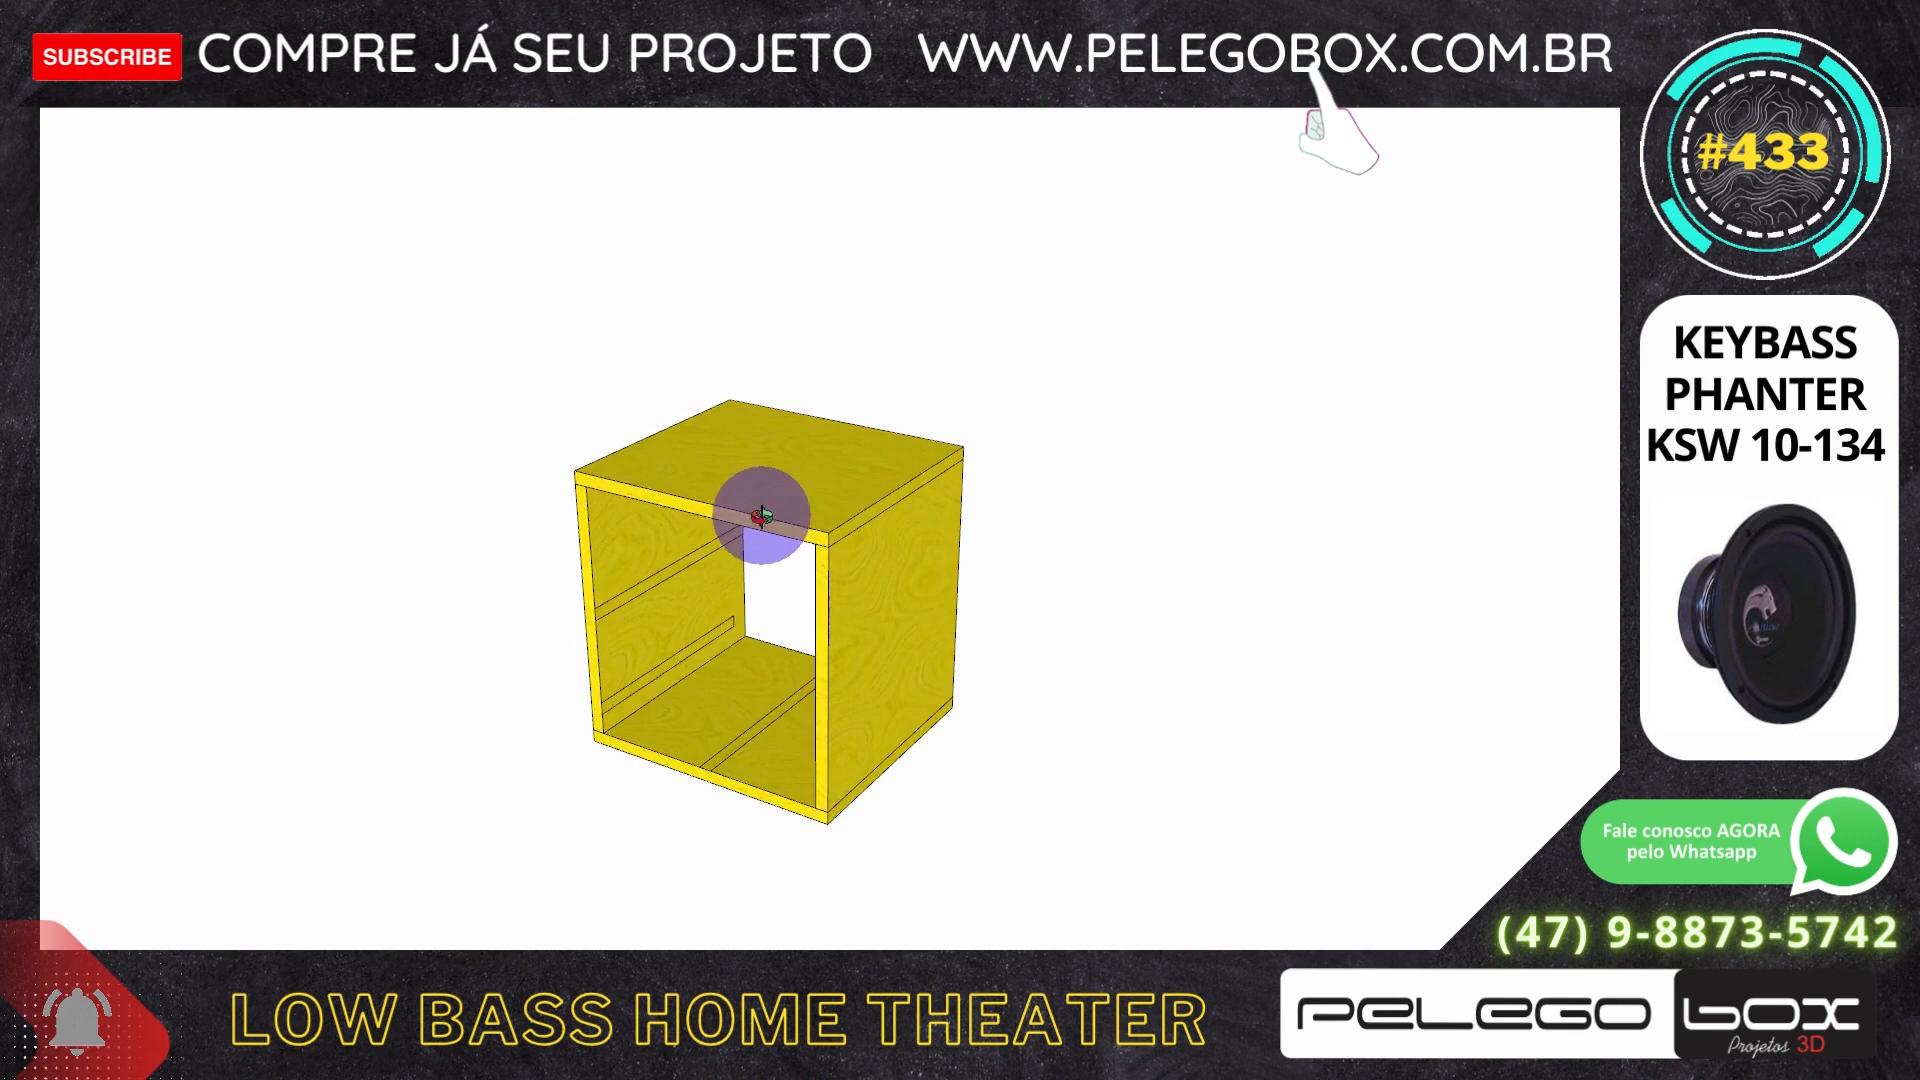 SUBSCRIBE
COMPRE JÁ SEU PROJETO WWW.PELEGOBOX.COM.BR
#433
KEYBASS
PHANTER
KSW 10-134
Fale conosco AGORA
pelo Whatsapp
(47) 9-8873-5742
LOW BASS HOME THEATER
PELEGO BOX
Projetos 3D